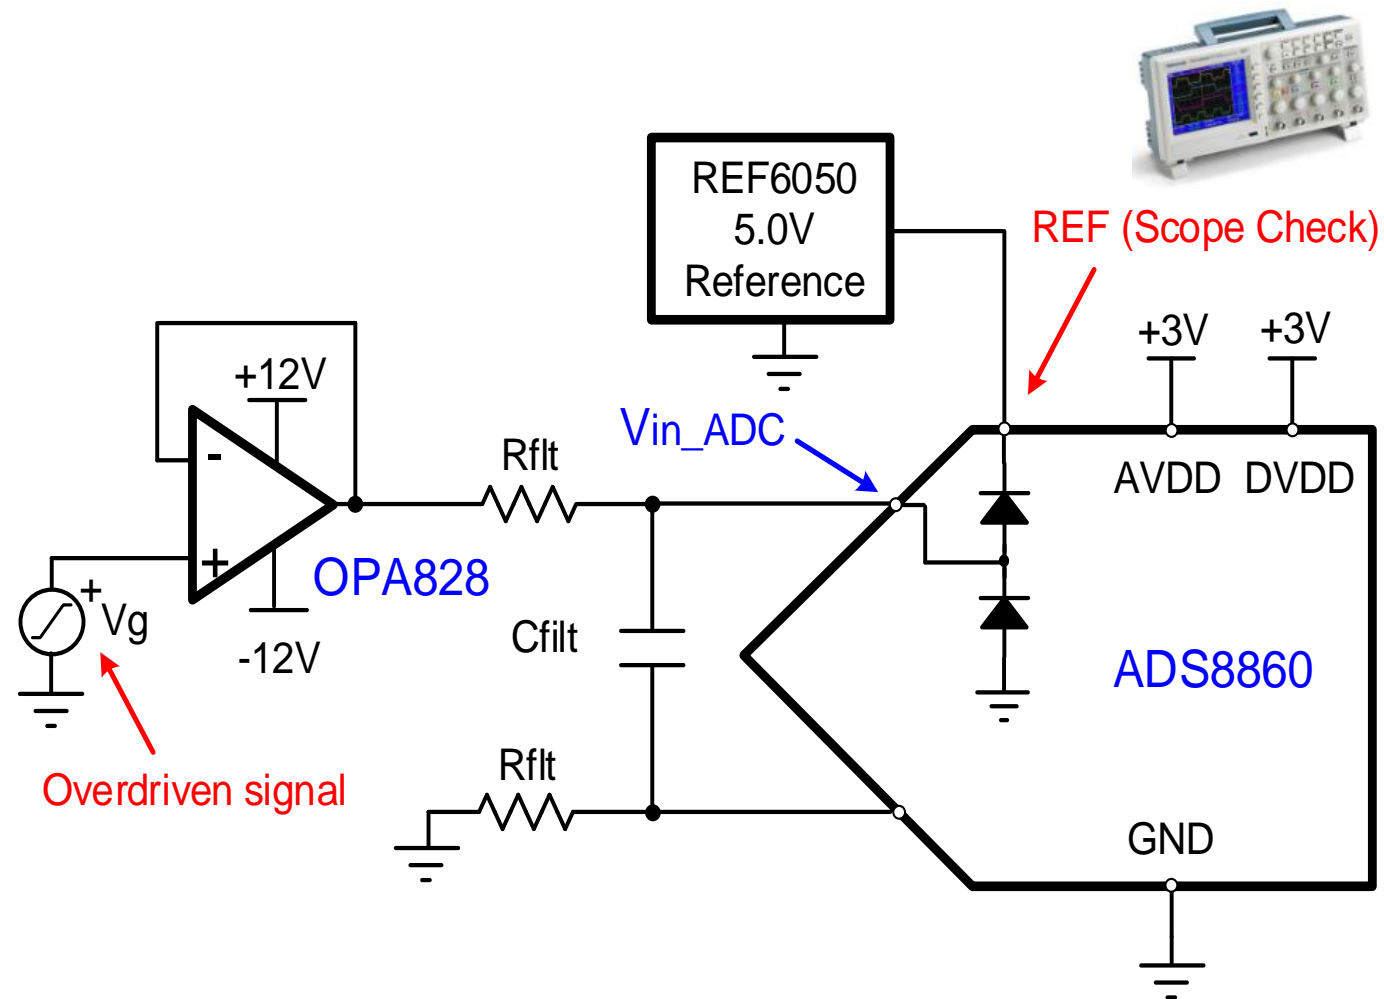 REF6050
5.0V
Reference
REF (Scope Check)
+3V
+3V
+12V
Vin_ADC
Rflt
AVDD
DVDD
-
+
OPA828
+
Vg
-12V
Cfilt
ADS8860
Overdriven signal
Rflt
GND